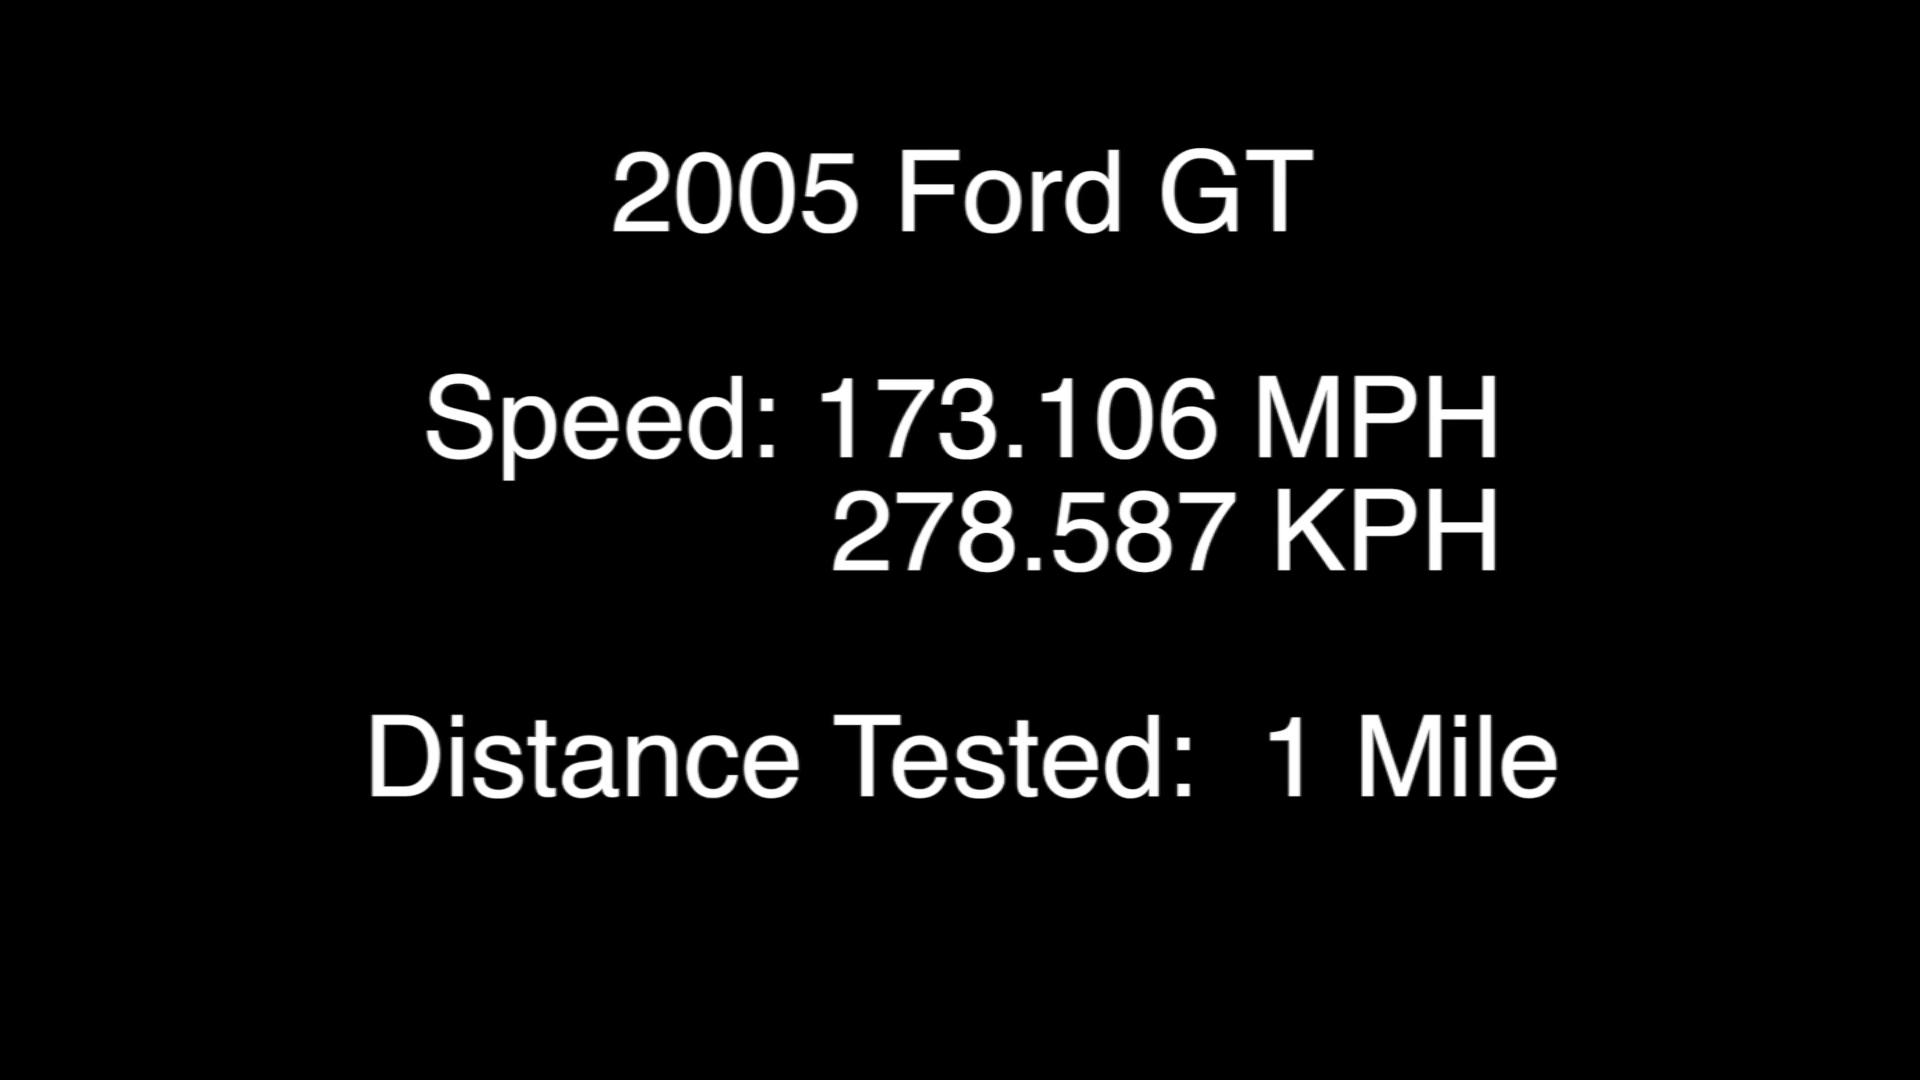 2005 Ford GT
Speed: 173.106 MPH
278.587 KPH
Distance Tested: 1 Mile